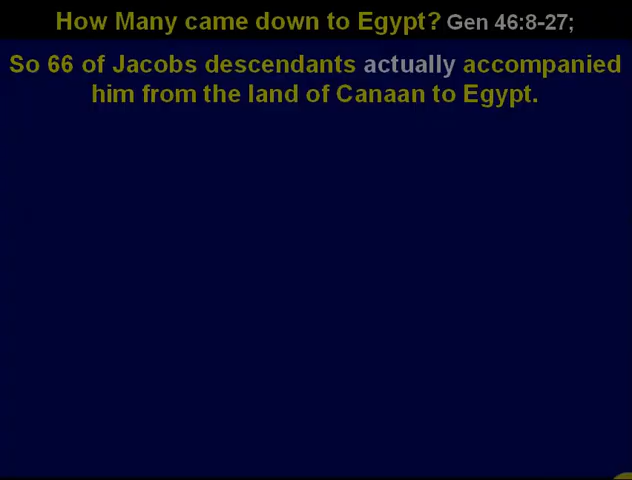 How Many came down to Egypt? Gen 46:8-27;
So 66 of Jacobs descendants actually accompanied
him from the land of Canaan to Egypt.